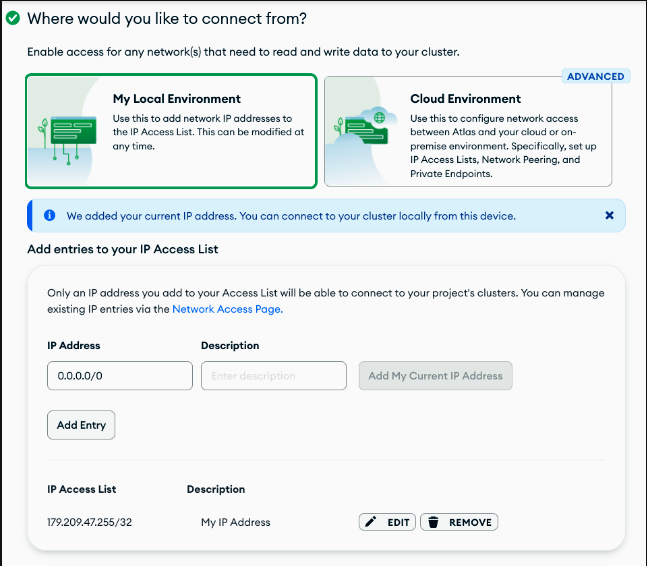 Where would you like to connect from?
Enable access for any network(s) that need to read and write data to your cluster.
ADVANCED
My Local Environment
Use this to add network IP addresses to
the IP Access List. This can be modified at
any time.
Cloud Environment
Use this to configure network access
between Atlas and your cloud or on-
premise environment. Specifically, set up
IP Access Lists, Network Peering, and
Private Endpoints.
We added your current IP address. You can connect to your cluster locally from this device.
Add entries to your IP Access List
Only an IP address you add to your Access List will be able to connect to your project's clusters. You can manage
existing IP entries via the Network Access Page.
IP Address Description
0.0.0.0/0 Enter description Add My Current IP Address
Add Entry
IP Access List Description
179.209.47.255/32 My IP Address EDIT REMOVE